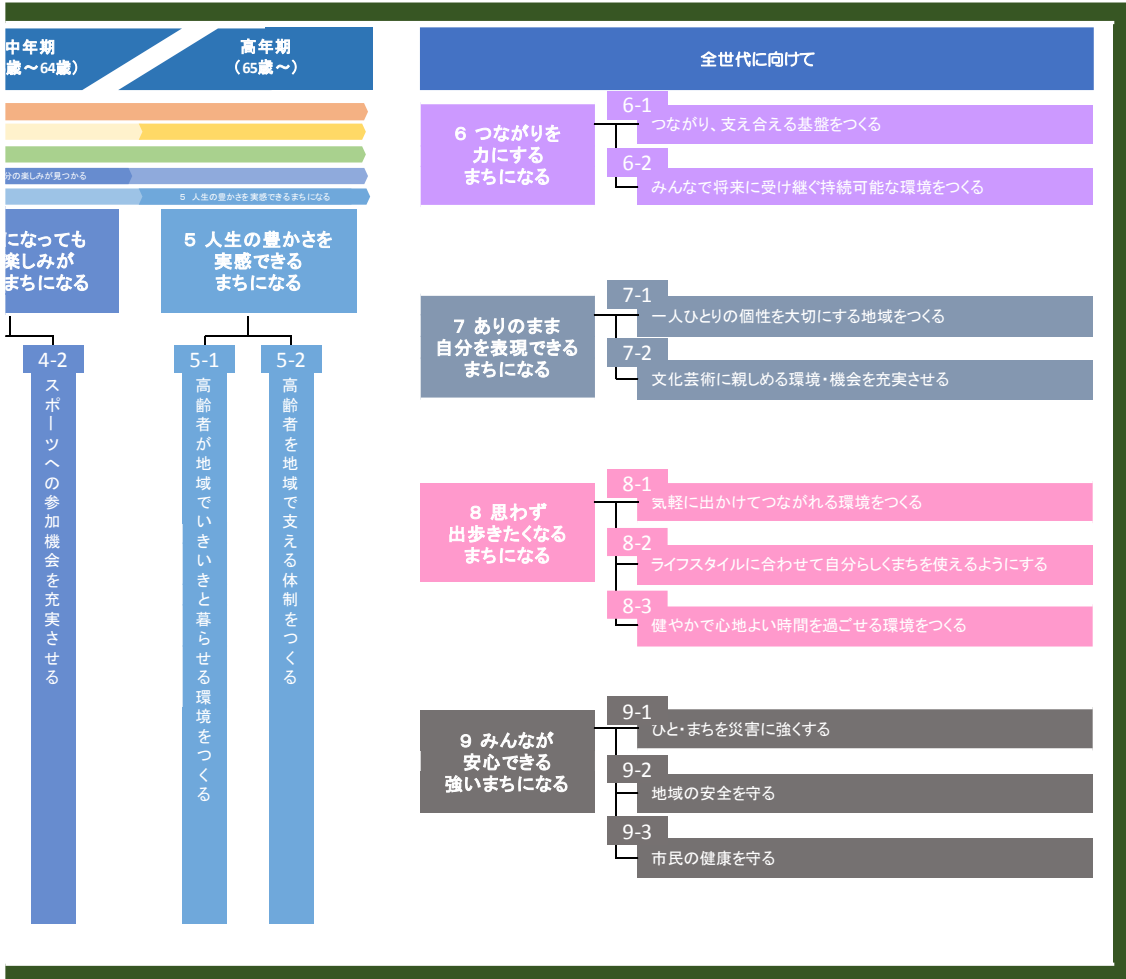 中年期
歳～64歳）
高年期
（65歳～）
分の楽しみが見つかる
5 人生の豊かさを実感できるまちになる
になっても
楽しみが
まちになる
5 人生の豊かさを
実感できる
まちになる
4-2
スポーツへの参加機会を充実させる
5-1
高齢者が地域でいきいきと暮らせる環境をつくる
5-2
高齢者を地域で支える体制をつくる
全世代に向けて
6 つながりを
力にする
まちになる
6-1
つながり、支え合える基盤をつくる
6-2
みんなで将来に受け継ぐ持続可能な環境をつくる
7 ありのまま
自分を表現できる
まちになる
7-1
一人ひとりの個性を大切にする地域をつくる
7-2
文化芸術に親しめる環境・機会を充実させる
8 思わず
出歩きたくなる
まちになる
8-1
気軽に出かけてつながれる環境をつくる
8-2
ライフスタイルに合わせて自分らしくまちを使えるようにする
8-3
健やかで心地よい時間を過ごせる環境をつくる
9 みんなが
安心できる
強いまちになる
9-1
ひと・まちを災害に強くする
9-2
地域の安全を守る
9-3
市民の健康を守る